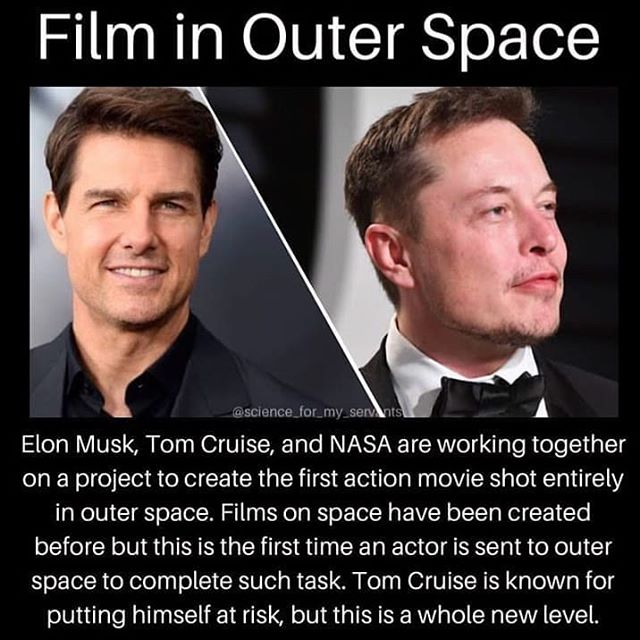 Film in Outer Space
@science_for_my_servants
Elon Musk, Tom Cruise, and NASA are working together
on a project to create the first action movie shot entirely
in outer space. Films on space have been created
before but this is the first time an actor is sent to outer
space to complete such task. Tom Cruise is known for
putting himself at risk, but this is a whole new level.